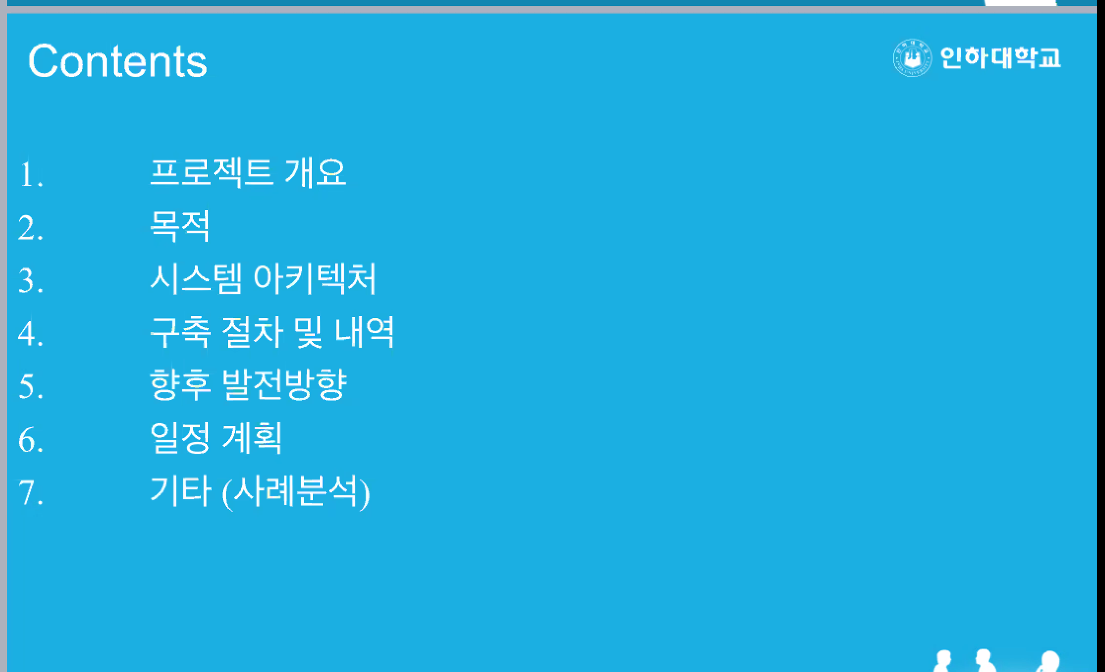 Contents
인하대학교
1. 프로젝트 개요
2. 목적
3. 시스템 아키텍처
4. 구축 절차 및 내역
5. 향후 발전방향
6. 일정 계획
7. 기타 (사례분석)